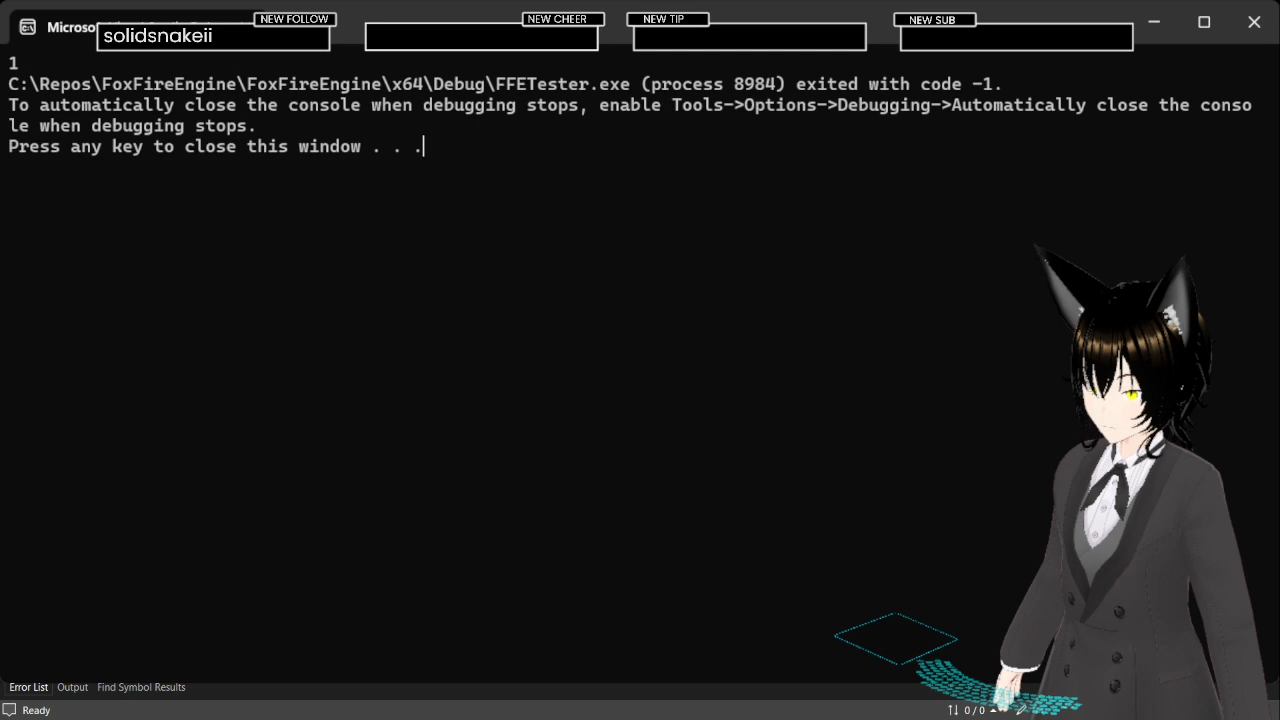 Microso
NEW FOLLOW
solidsnakeii
NEW CHEER
NEW TIP
NEW SUB
1
C:\Repos\FoxFireEngine\FoxFireEngine\x64\Debug\FFETester.exe (process 8984) exited with code -1.
To automatically close the console when debugging stops, enable Tools->Options->Debugging->Automatically close the conso
le when debugging stops.
Press any key to close this window . . .
Error List Output Find Symbol Results
Ready
0 / 0